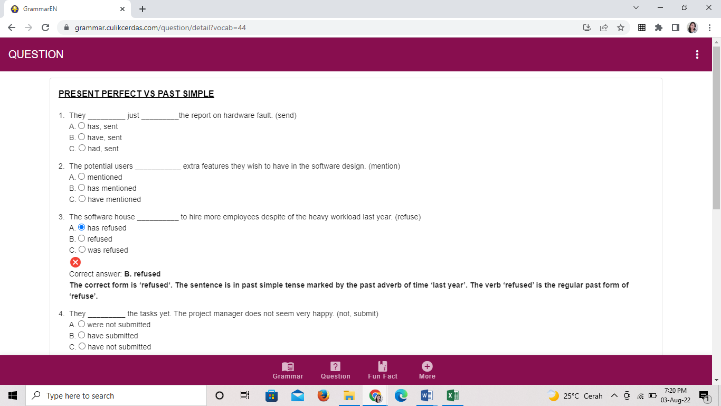 GrammarEN
grammar.culikcerdas.com/question/detail?vocab=44
QUESTION
PRESENT PERFECT VS PAST SIMPLE
1. They __________ just __________the report on hardware fault. (send)
A. has, sent
B. have, sent
C. had, sent
2. The potential users ____________ extra features they wish to have in the software design. (mention)
A. mentioned
B. has mentioned
C. have mentioned
3. The software house ___________ to hire more employees despite of the heavy workload last year. (refuse)
A. has refused
B. refused
C. was refused
Correct answer: B. refused
The correct form is 'refused'. The sentence is in past simple tense marked by the past adverb of time 'last year'. The verb 'refused' is the regular past form of
'refuse'.
4. They __________ the tasks yet. The project manager does not seem very happy. (not, submit)
A. were not submitted
B. have submitted
C. have not submitted
Grammar Question Fun Fact More
Type here to search
25°C Cerah
7:20 PM
03-Aug-22